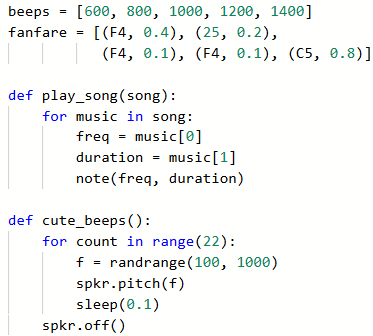 beeps = [600, 800, 1000, 1200, 1400]
fanfare = [(F4, 0.4), (25, 0.2),
           (F4, 0.1), (F4, 0.1), (C5, 0.8)]

def play_song(song):
    for music in song:
        freq = music[0]
        duration = music[1]
        note(freq, duration)

def cute_beeps():
    for count in range(22):
        f = randrange(100, 1000)
        spkr.pitch(f)
        sleep(0.1)
    spkr.off()